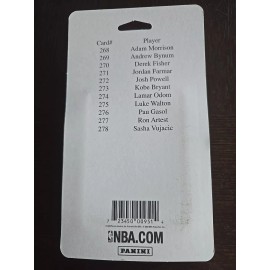 Card# Player
268 Adam Morrison
269 Andrew Bynum
270 Derek Fisher
271 Jordan Farmar
272 Josh Powell
273 Kobe Bryant
274 Lamar Odom
275 Luke Walton
276 Pau Gasol
277 Ron Artest
278 Sasha Vujacic
NBA.COM
PANINI